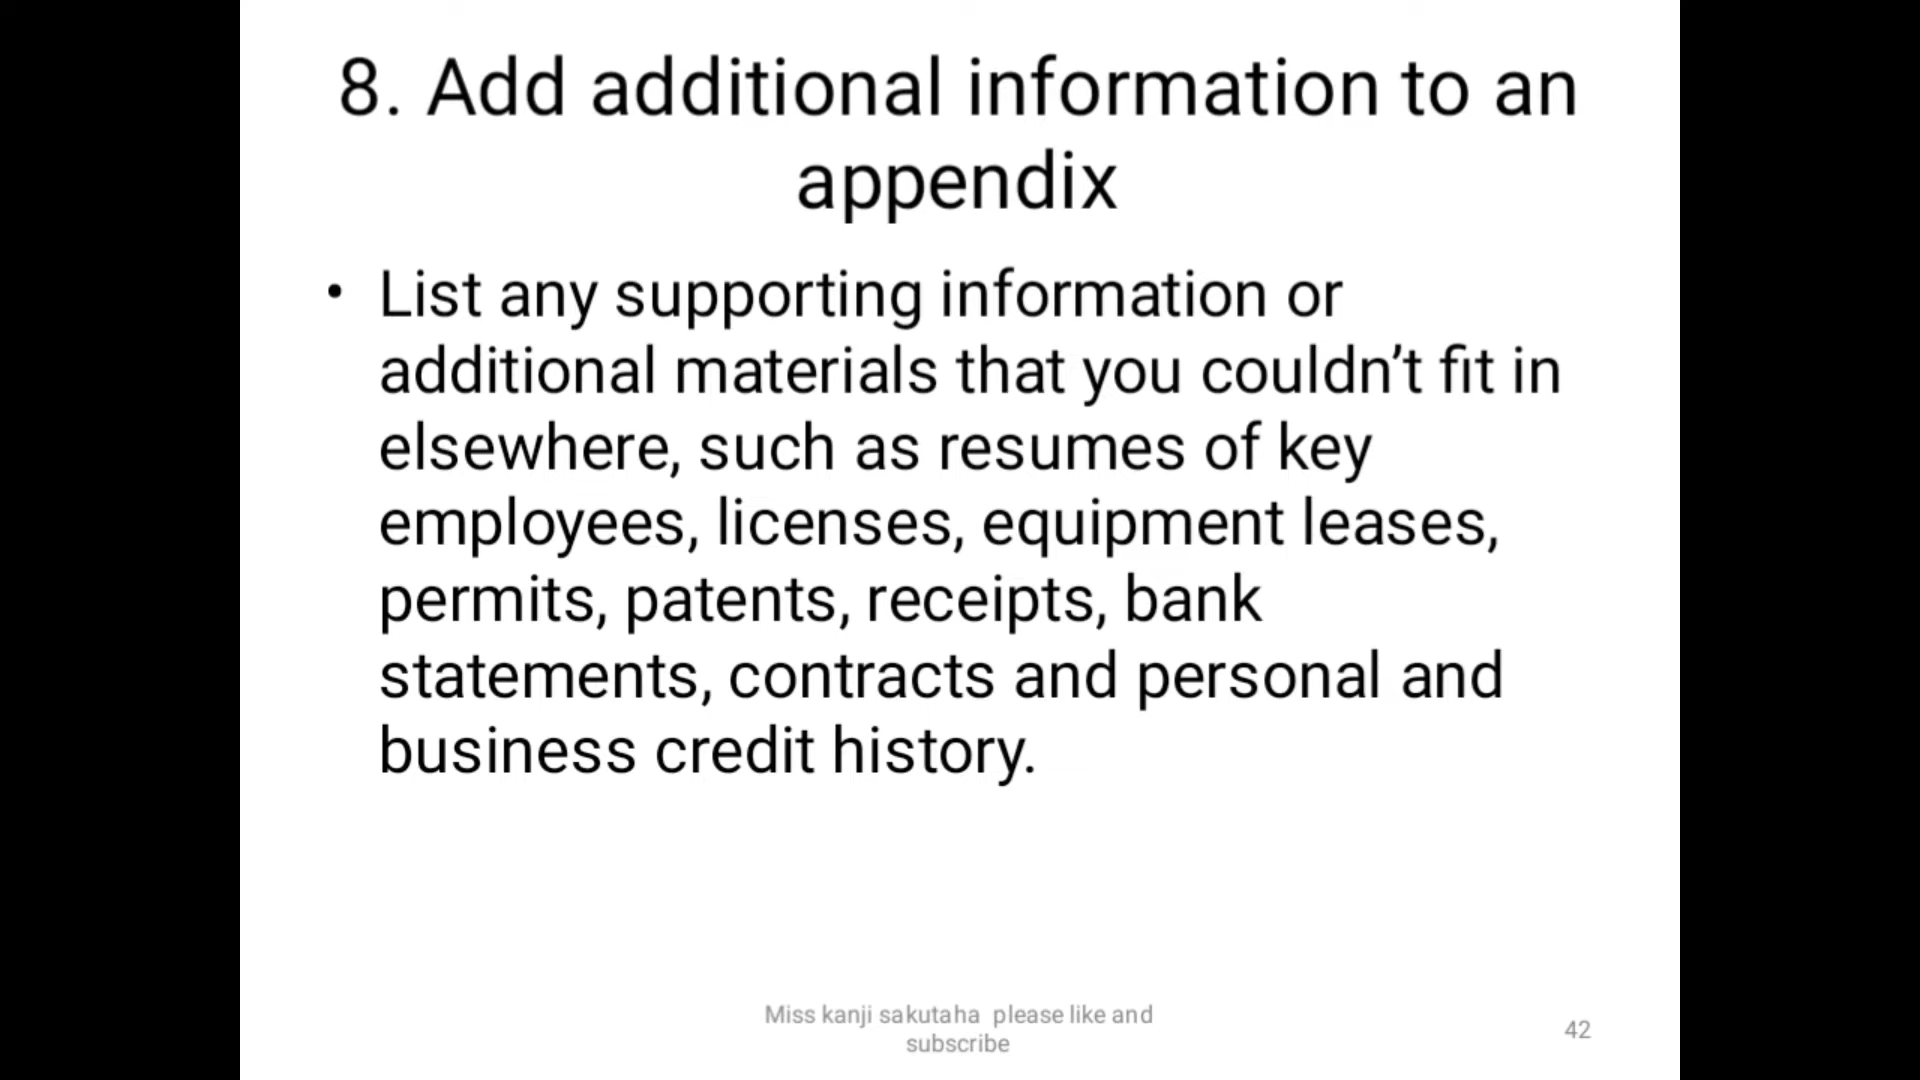 8. Add additional information to an
appendix
• List any supporting information or
additional materials that you couldn’t fit in
elsewhere, such as resumes of key
employees, licenses, equipment leases,
permits, patents, receipts, bank
statements, contracts and personal and
business credit history.
Miss kanji sakutaha  please like and
subscribe
42